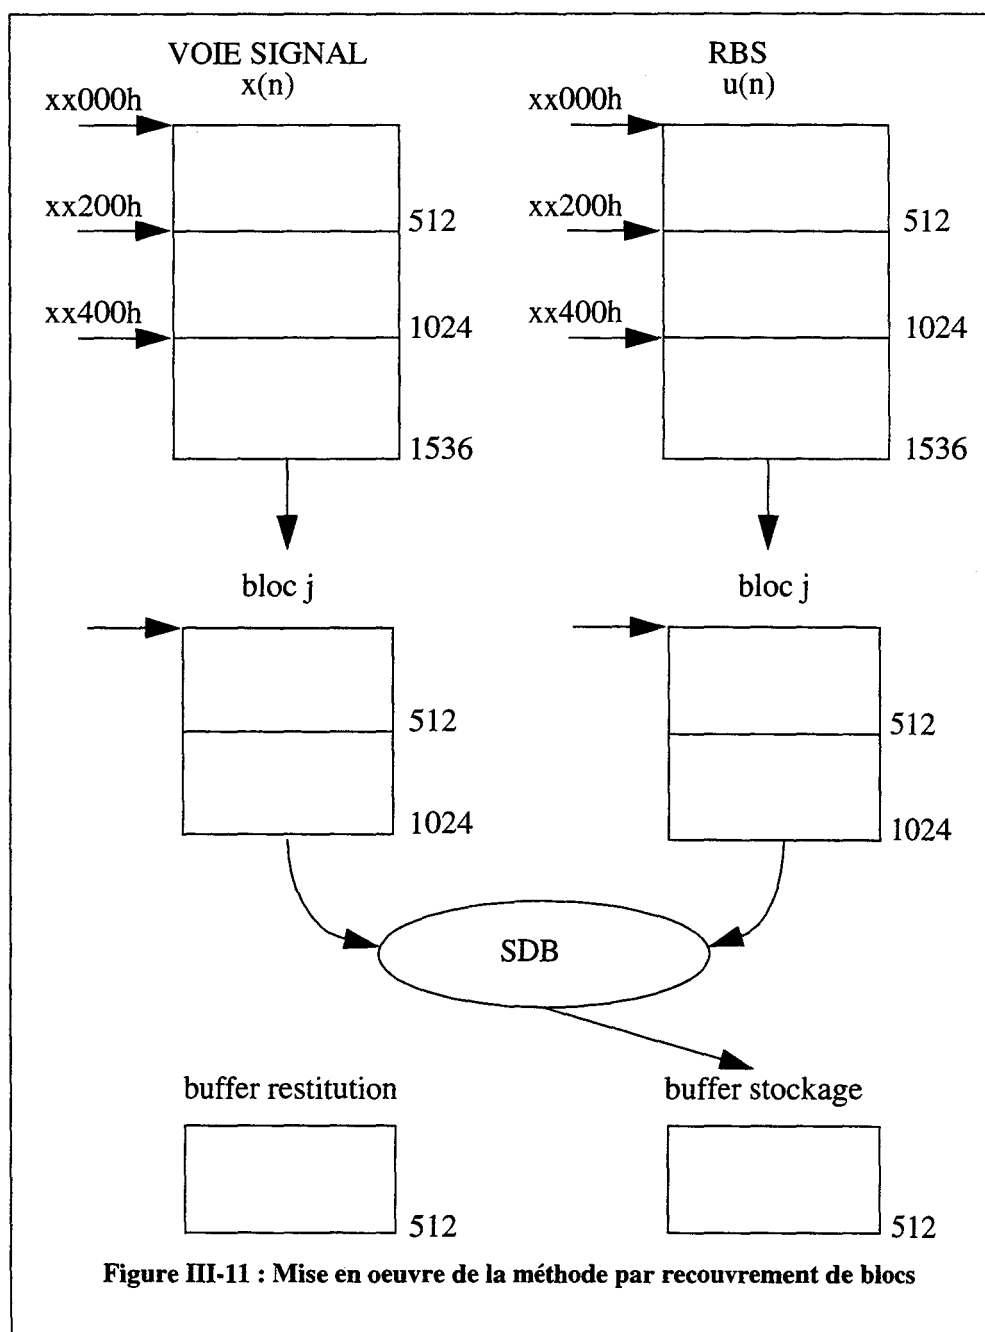 VOIE SIGNAL
x(n)
RBS
u(n)
xx000h
xx000h
xx200h
512
xx200h
512
xx400h
1024
xx400h
1024
1536
1536
bloc j
bloc j
512
512
1024
1024
SDB
buffer restitution
buffer stockage
512
512
Figure III-11 : Mise en oeuvre de la méthode par recouvrement de blocs